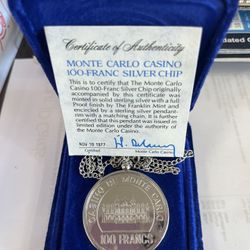 Certificate of Authenticity
MONTE CARLO CASINO
100-FRANC SILVER CHIP
This is to certify that The Monte Carlo
Casino 100-Franc Silver Chip originally
accompanied by this certificate was
minted in solid sterling silver with a full
Proof finish by The Franklin Mint and
encircled by a sterling silver pendant-
rim with a matching chain. It is further
certified that this pendant was issued in
limited edition under the authority of
the Monte Carlo Casino.
NOV 19 1977
Certified
Monte Carlo Casino
CASINO DE MONTE-CARLO
100 FRANCS